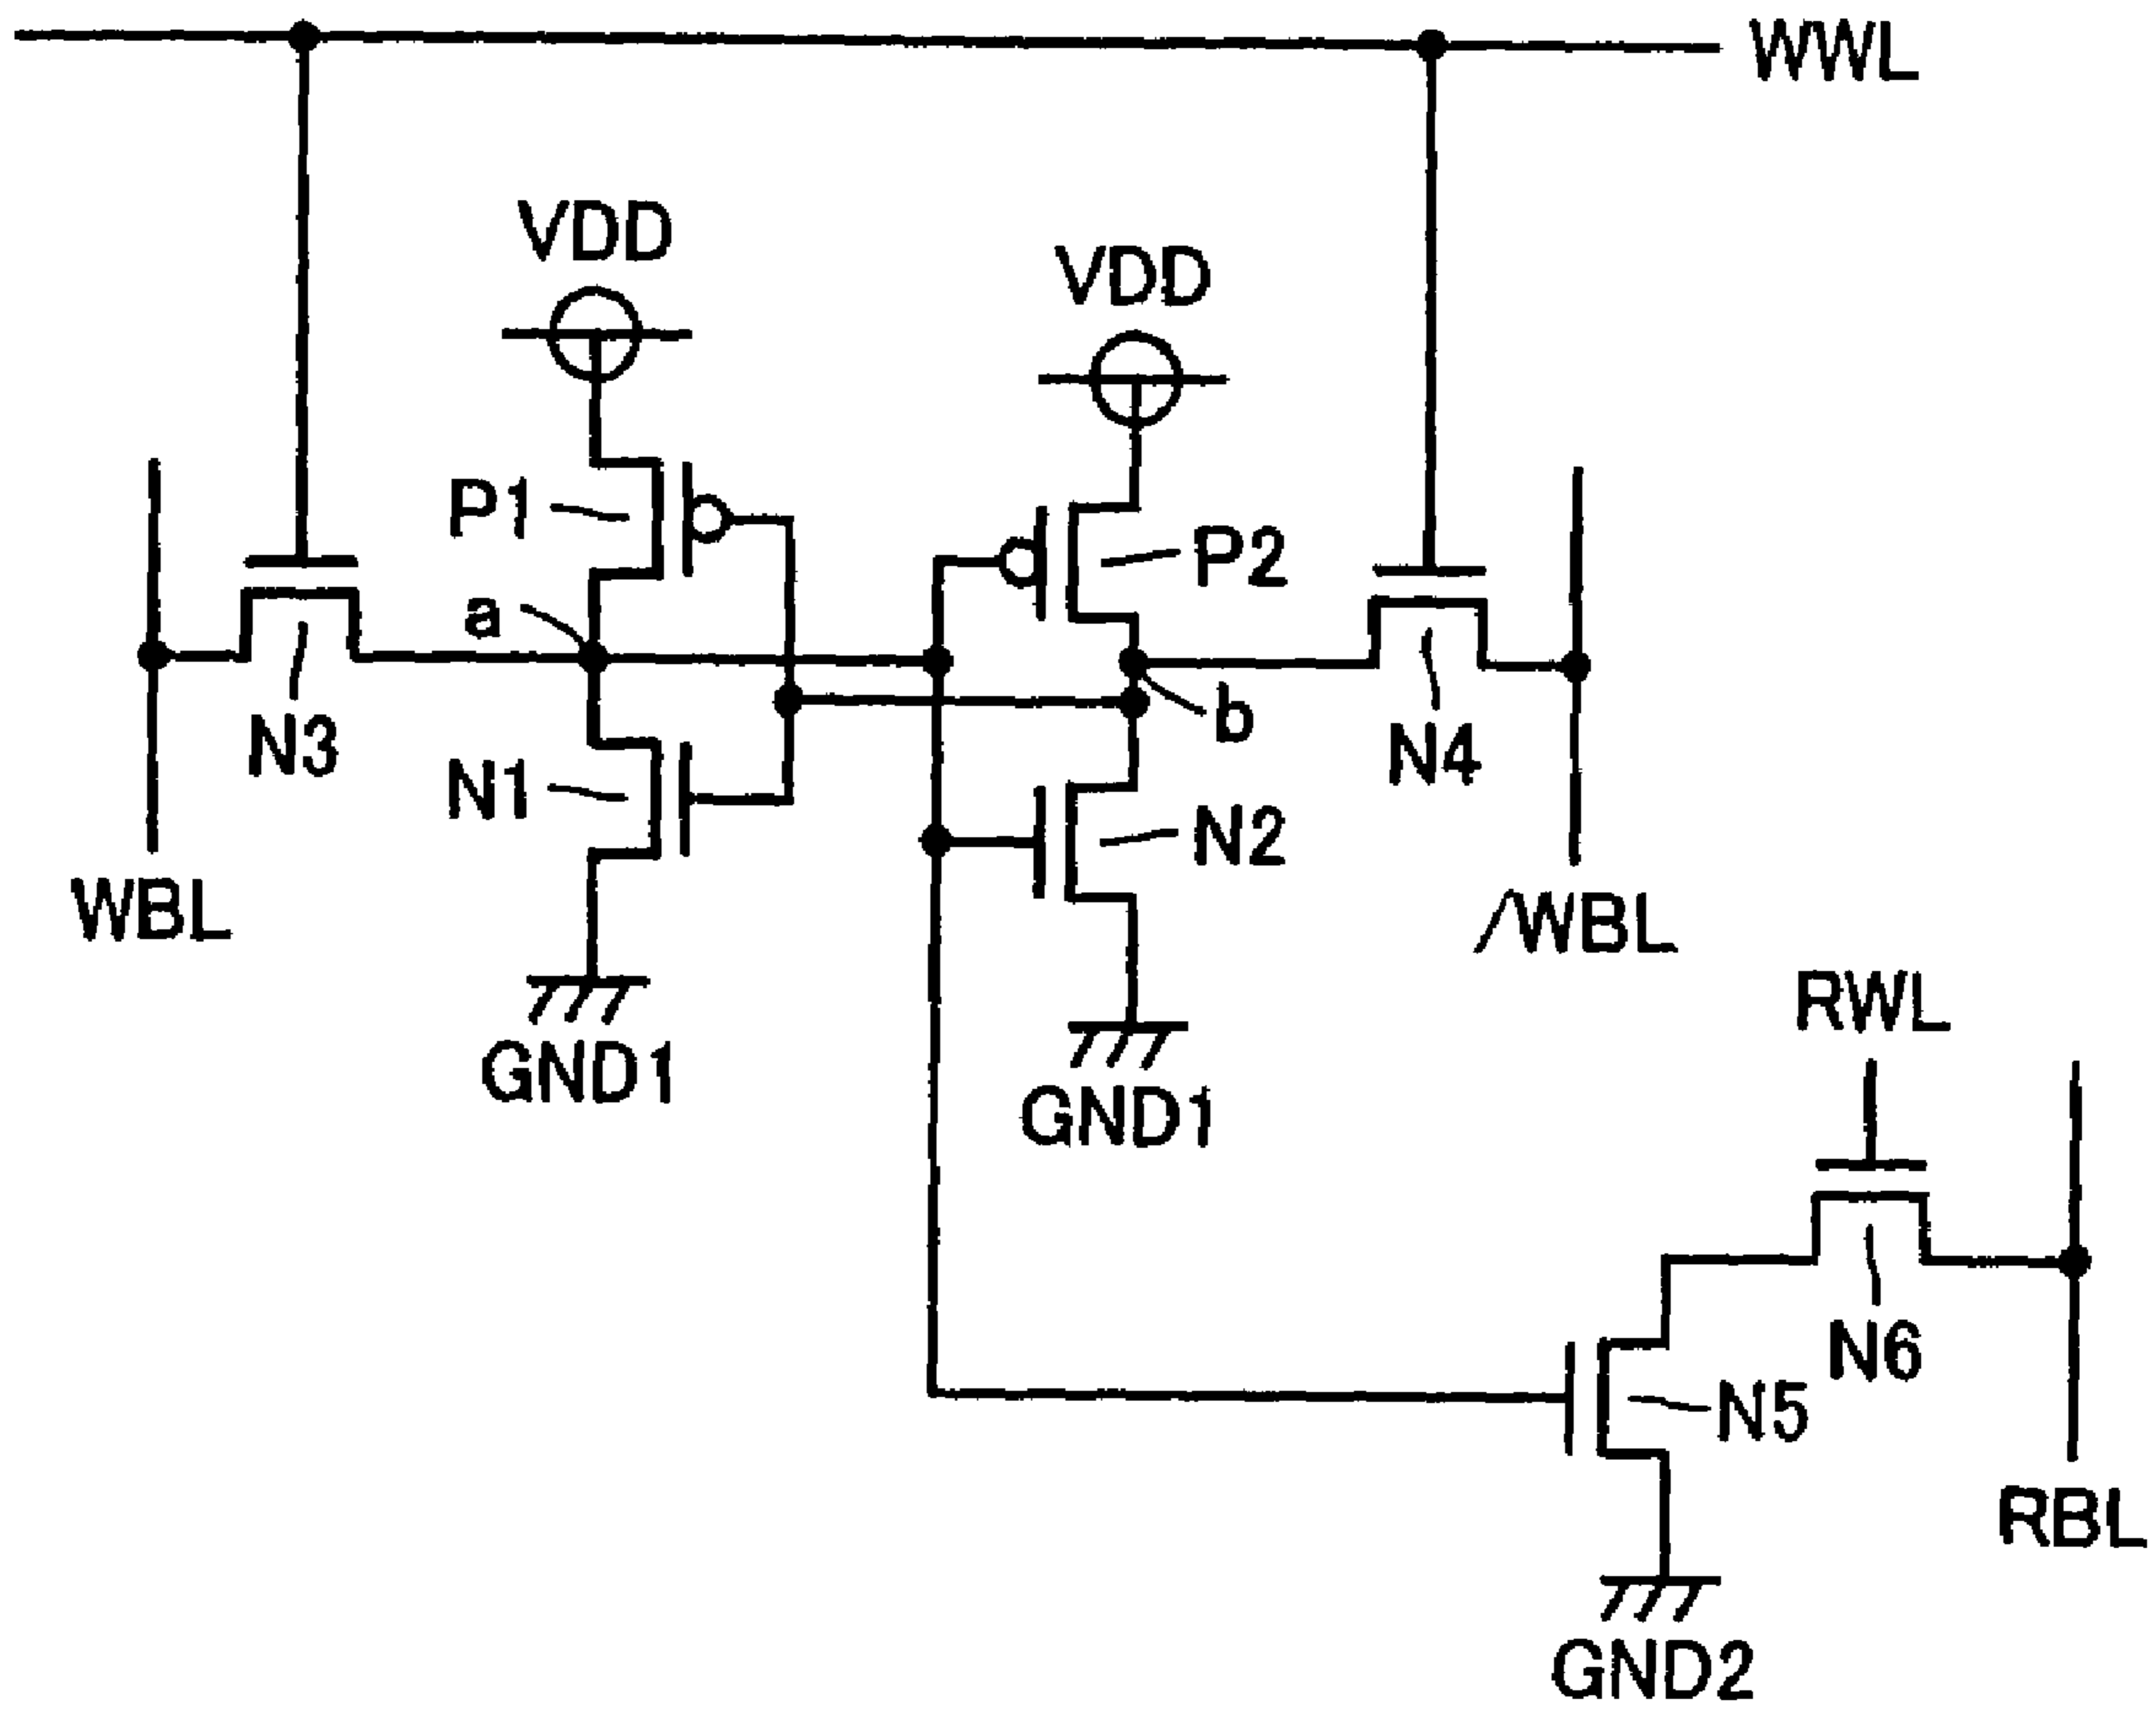 WWL
VDD
VDD
P1
P2
a
b
N3
N4
N1
N2
WBL
/WBL
RWL
GND1
GND1
N6
N5
RBL
GND2